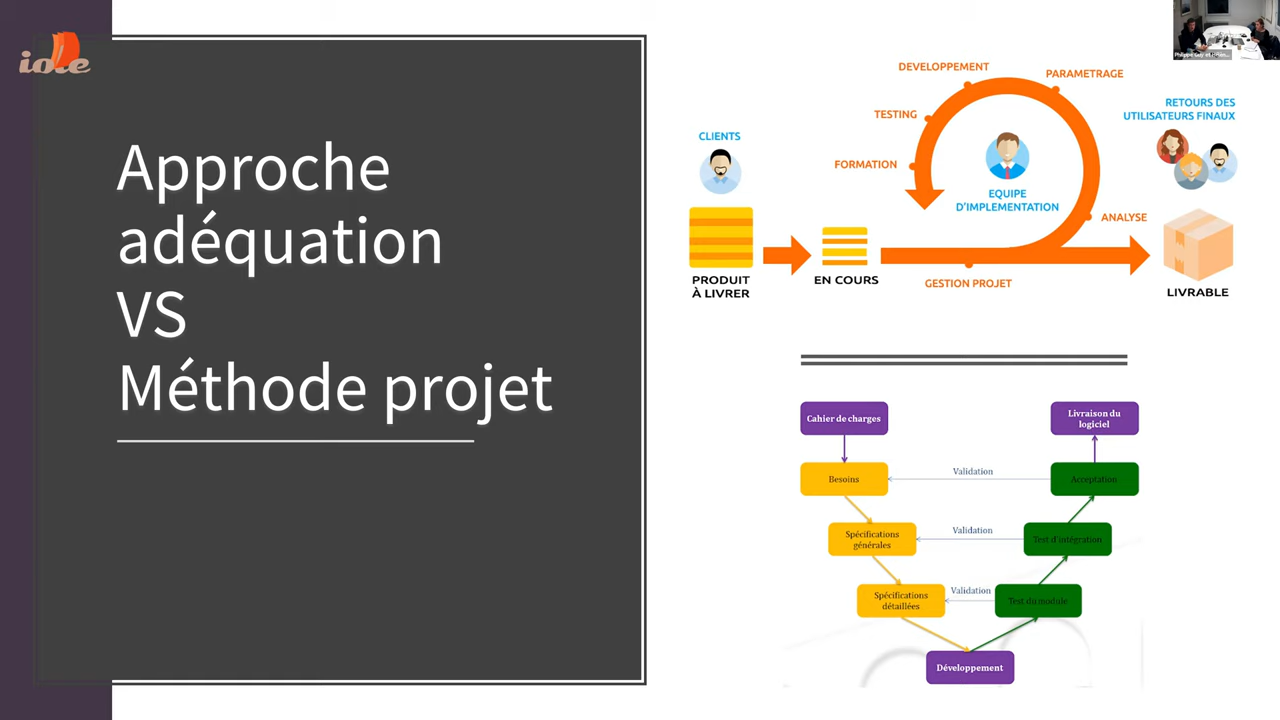 iole
Approche
adéquation
VS
Méthode projet
DEVELOPPEMENT
PARAMETRAGE
TESTING
RETOURS DES
UTILISATEURS FINAUX
CLIENTS
FORMATION
EQUIPE
D'IMPLEMENTATION
ANALYSE
PRODUIT
À LIVRER
EN COURS
GESTION PROJET
LIVRABLE
Cahier de charges
Livraison du
logiciel
Besoins
Validation
Acceptation
Spécifications
générales
Validation
Test d'intégration
Spécifications
détaillées
Validation
Test du module
Développement